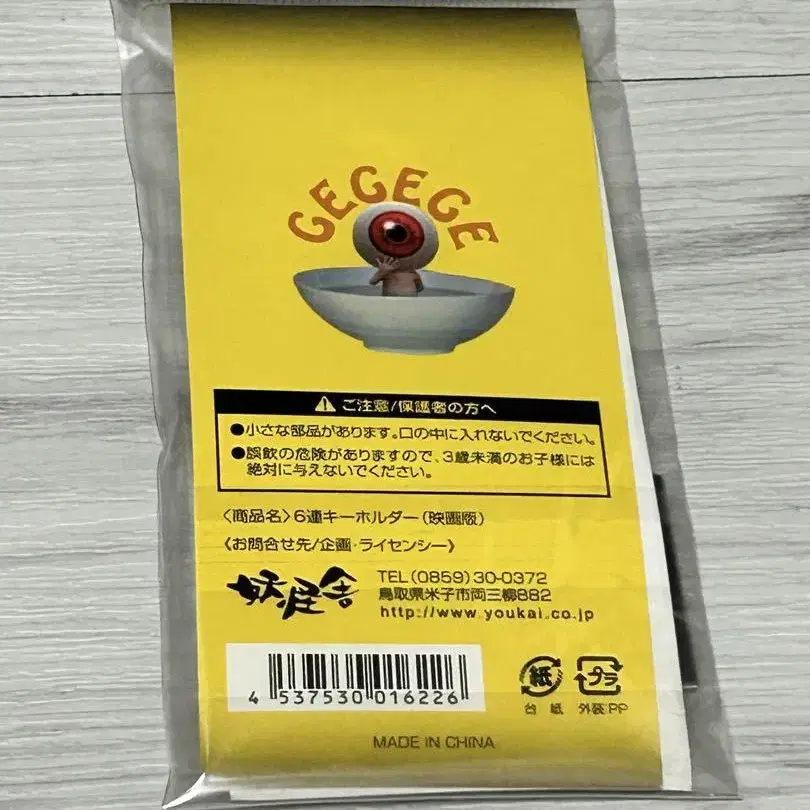 GEGEGE
⚠ ご注意/保護者の方へ
●小さな部品があります。口の中に入れないでください。
●誤飲の危険がありますので、3歳未満のお子様には
絶対に与えないでください。
〈商品名〉6連キーホルダー(映画版)
《お問合せ先/企画・ライセンシー》
妖怪舎
TEL (0859) 30-0372
鳥取県米子市両三柳882
http://www.youkai.co.jp
4 537530 016226
紙 プラ
台紙 外装:PP
MADE IN CHINA